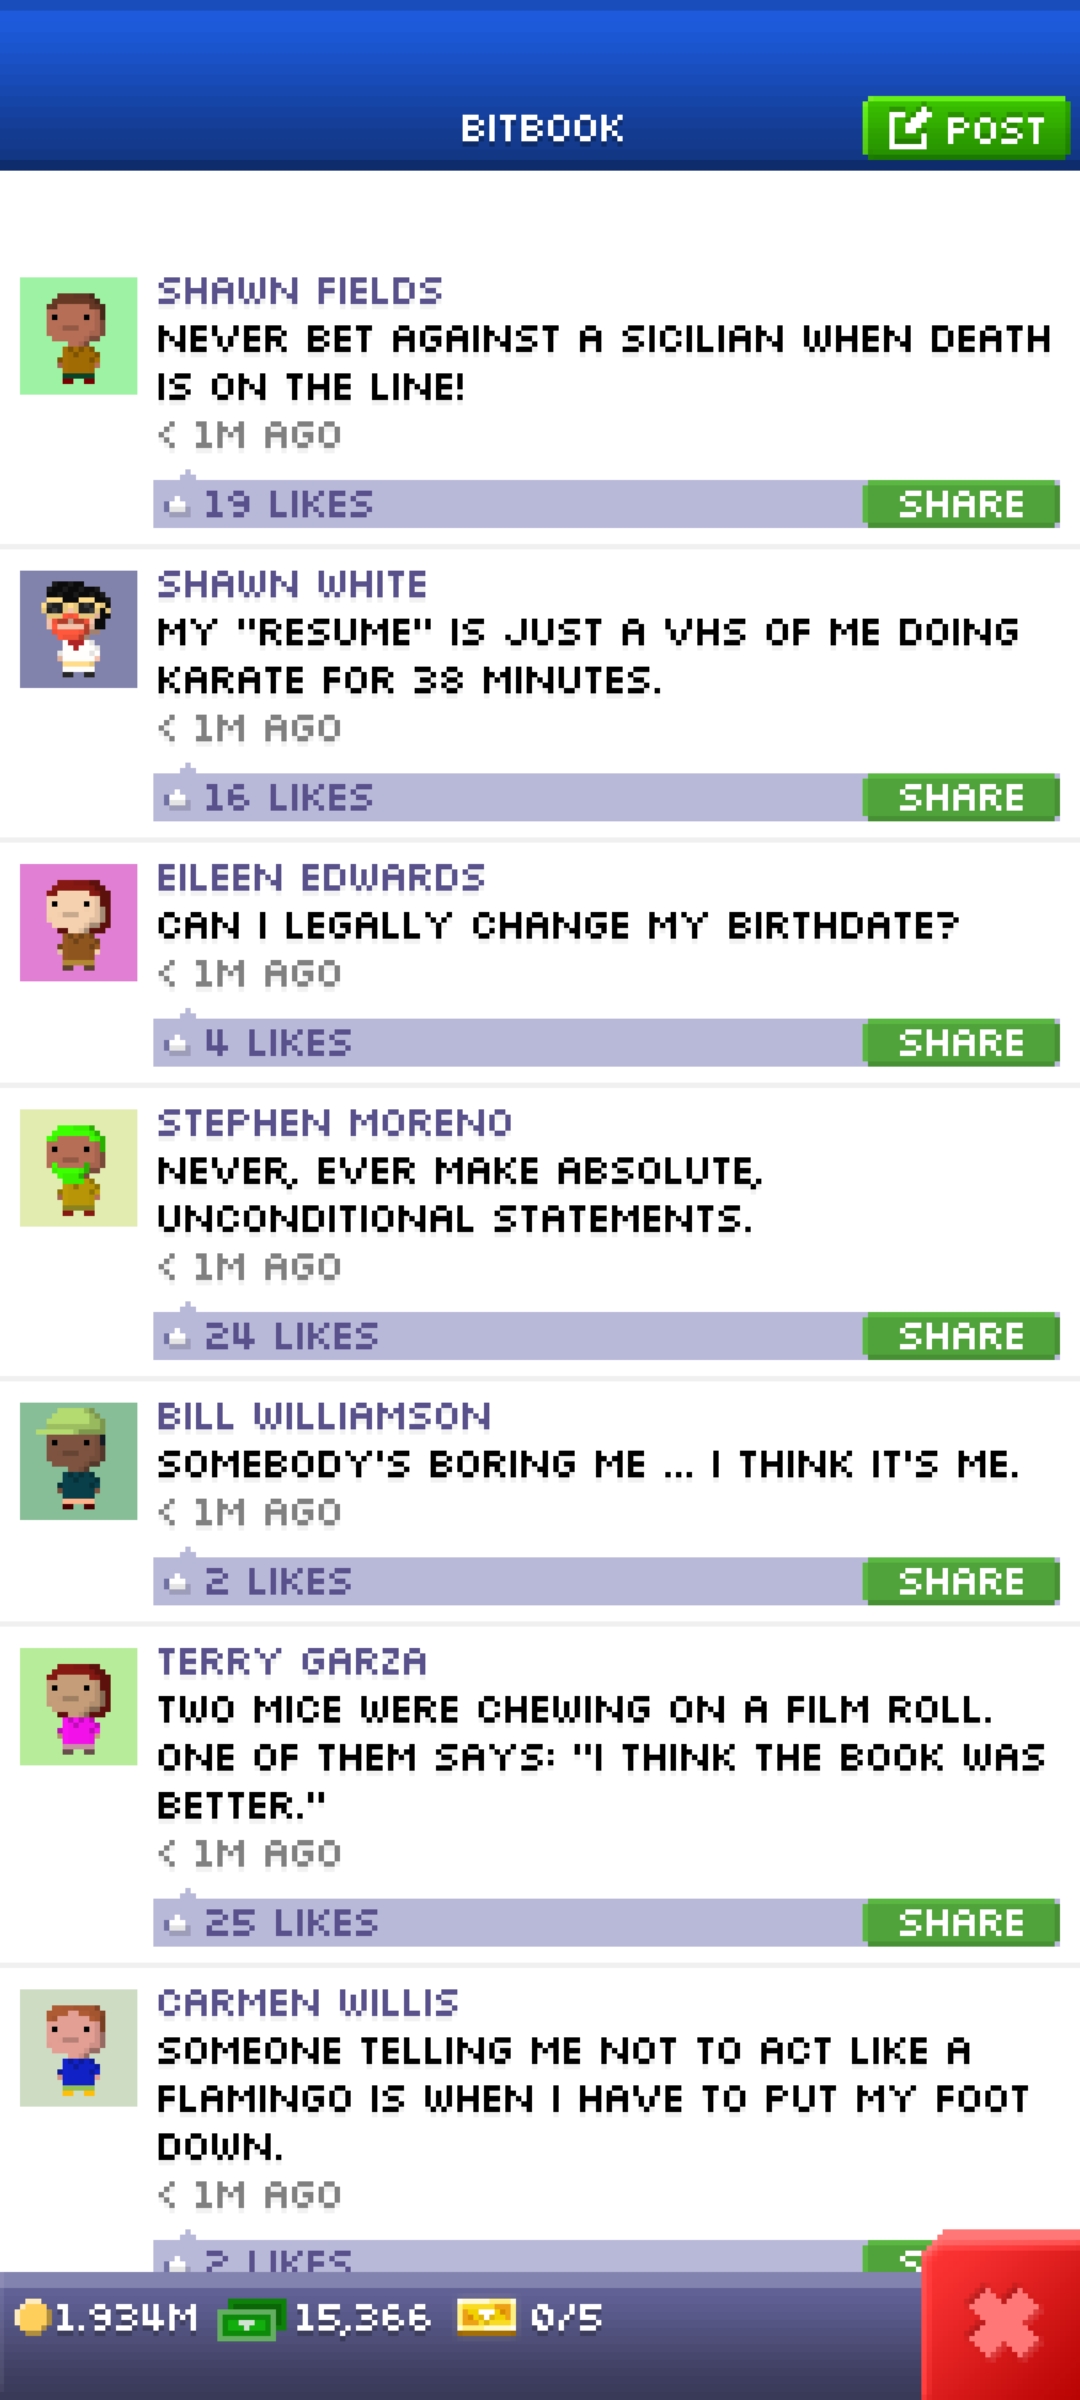 BITBOOK
POST
SHAWN FIELDS
NEVER BET AGAINST A SICILIAN WHEN DEATH
IS ON THE LINE!
< 1M AGO
19 LIKES
SHARE
SHAWN WHITE
MY "RESUME" IS JUST A VHS OF ME DOING
KARATE FOR 38 MINUTES.
< 1M AGO
16 LIKES
SHARE
EILEEN EDWARDS
CAN I LEGALLY CHANGE MY BIRTHDATE?
< 1M AGO
4 LIKES
SHARE
STEPHEN MORENO
NEVER, EVER MAKE ABSOLUTE,
UNCONDITIONAL STATEMENTS.
< 1M AGO
24 LIKES
SHARE
BILL WILLIAMSON
SOMEBODY'S BORING ME ... I THINK IT'S ME.
< 1M AGO
2 LIKES
SHARE
TERRY GARZA
TWO MICE WERE CHEWING ON A FILM ROLL.
ONE OF THEM SAYS: "I THINK THE BOOK WAS
BETTER."
< 1M AGO
25 LIKES
SHARE
CARMEN WILLIS
SOMEONE TELLING ME NOT TO ACT LIKE A
FLAMINGO IS WHEN I HAVE TO PUT MY FOOT
DOWN.
< 1M AGO
2 LIKES
1.934M
15,366
0/5